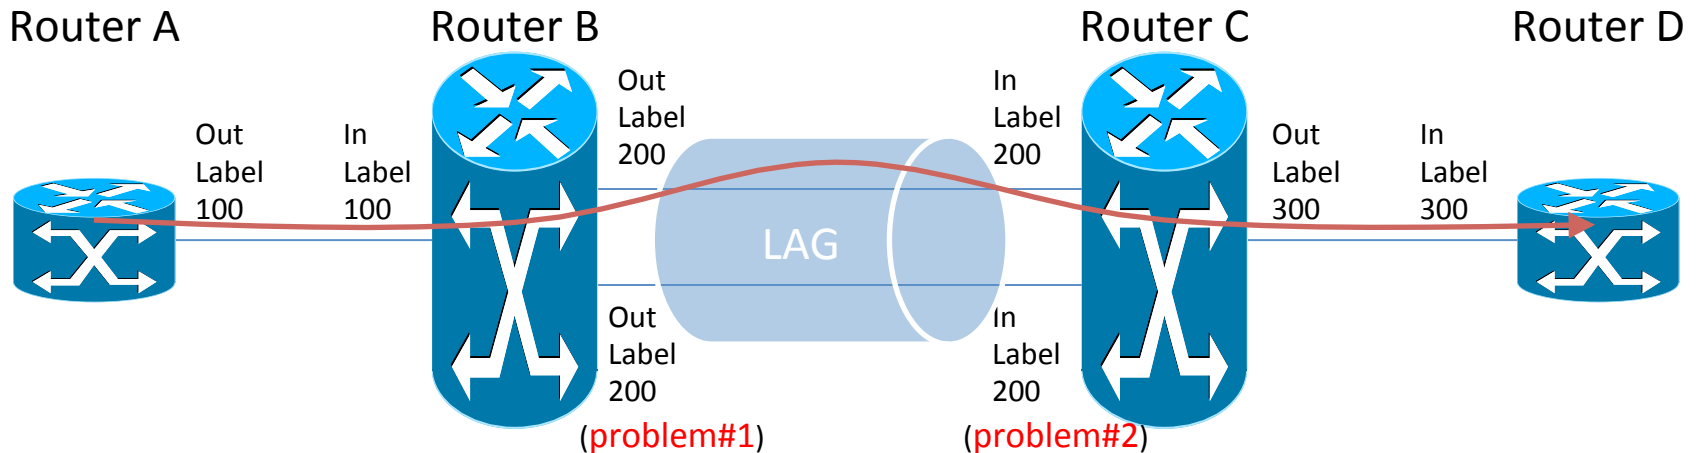 Router A
Router B
Router C
Router D
Out
Label
100
In
Label
100
Out
Label
200
In
Label
200
Out
Label
300
In
Label
300
LAG
Out
Label
200
(problem#1)
In
Label
200
(problem#2)